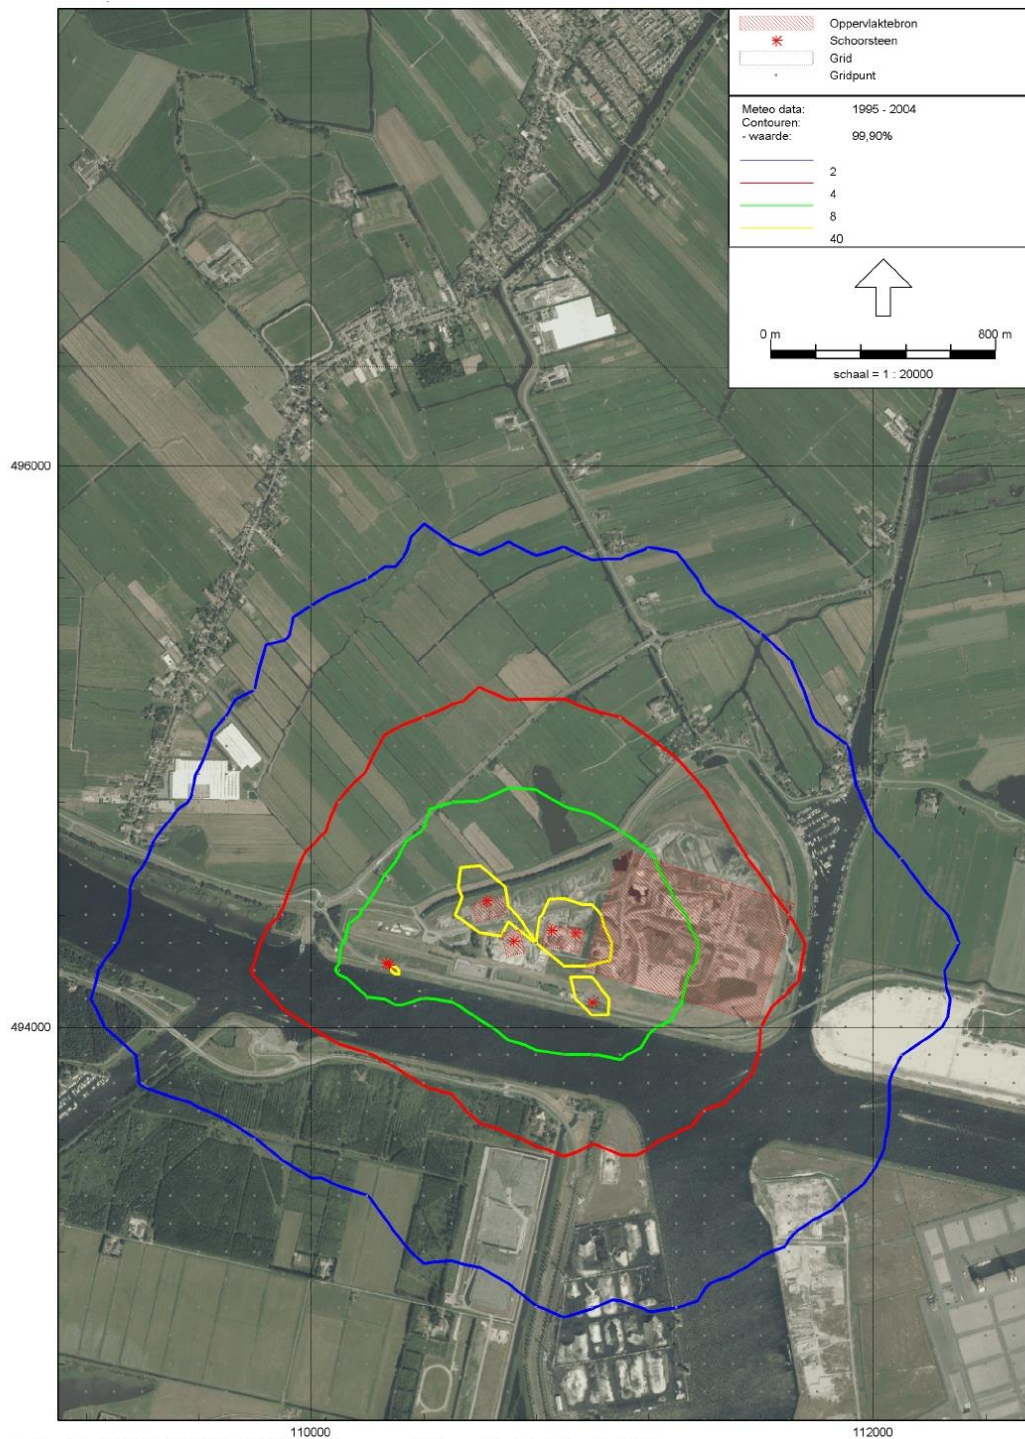 Oppervlaktebron
Schoorsteen
Grid
Gridpunt
Meteo data: 1995 - 2004
Contouren:
- waarde: 99,90%
2
4
8
40
0 m 800 m
schaal = 1 : 20000
496000
494000
110000 112000